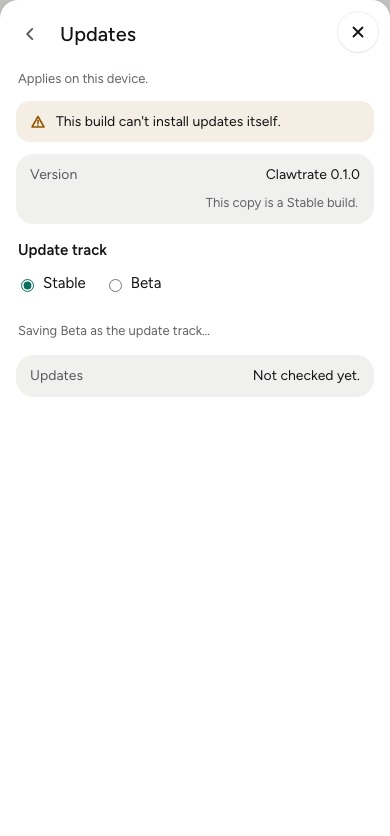 Updates
Applies on this device.
This build can't install updates itself.
Version Clawtrate 0.1.0
This copy is a Stable build.
Update track
Stable Beta
Saving Beta as the update track...
Updates Not checked yet.